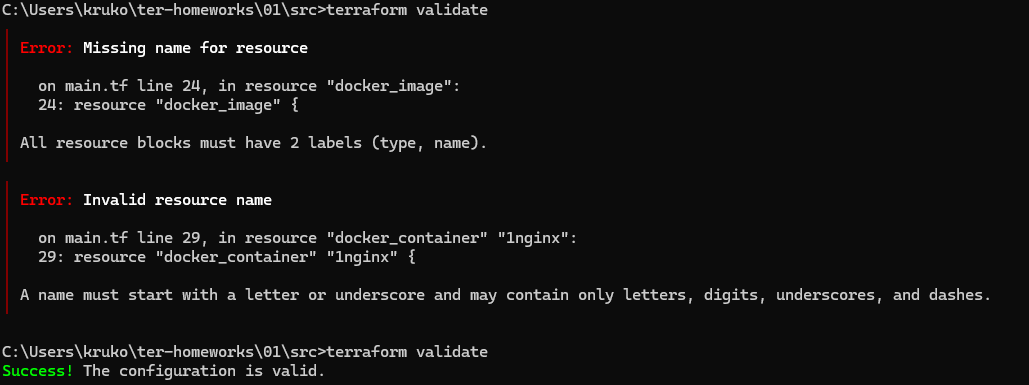 C:\Users\kruko\ter-homeworks\01\src>terraform validate
Error: Missing name for resource
on main.tf line 24, in resource "docker_image":
24: resource "docker_image" {
All resource blocks must have 2 labels (type, name).
Error: Invalid resource name
on main.tf line 29, in resource "docker_container" "1nginx":
29: resource "docker_container" "1nginx" {
A name must start with a letter or underscore and may contain only letters, digits, underscores, and dashes.
C:\Users\kruko\ter-homeworks\01\src>terraform validate
Success! The configuration is valid.